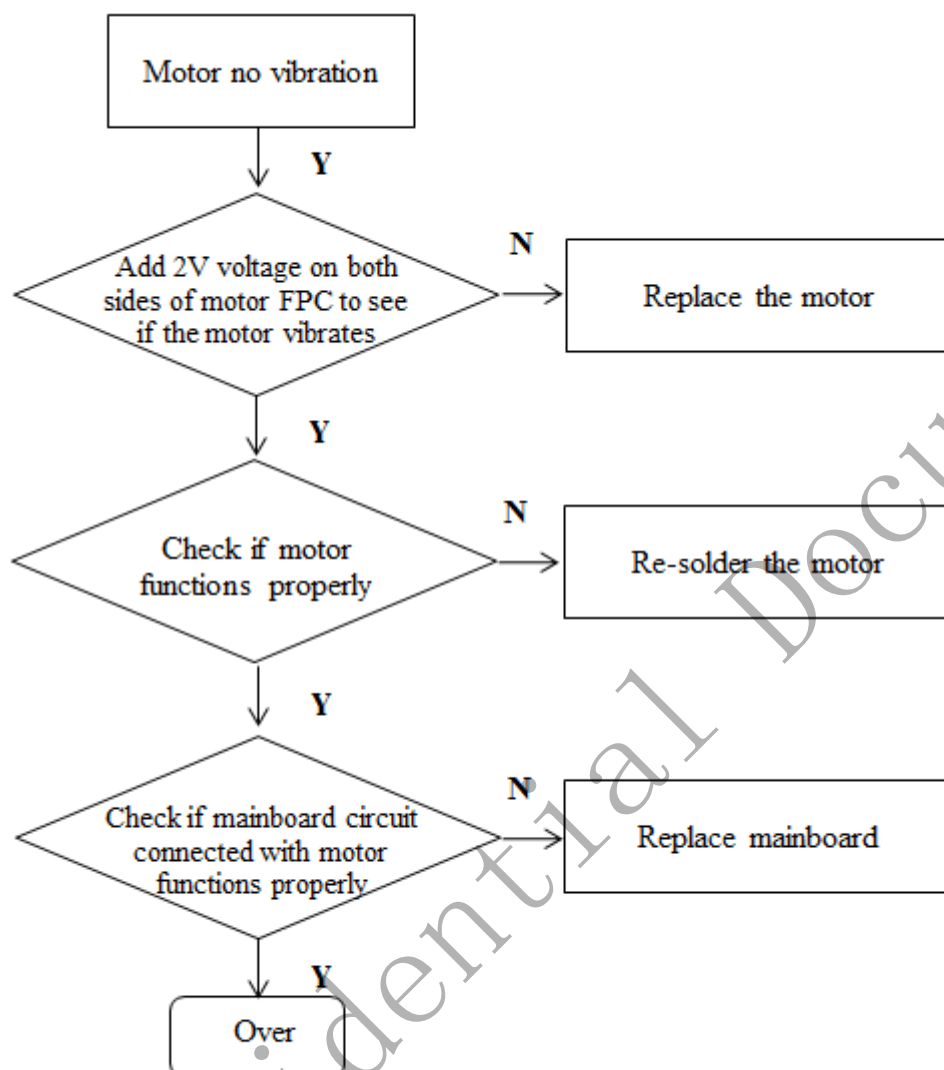 Motor no vibration
Y
Add 2V voltage on both
sides of motor FPC to see
if the motor vibrates
N
Replace the motor
Y
Check if motor
functions properly
N
Re-solder the motor
Y
Check if mainboard circuit
connected with motor
functions properly
N
Replace mainboard
Y
Over